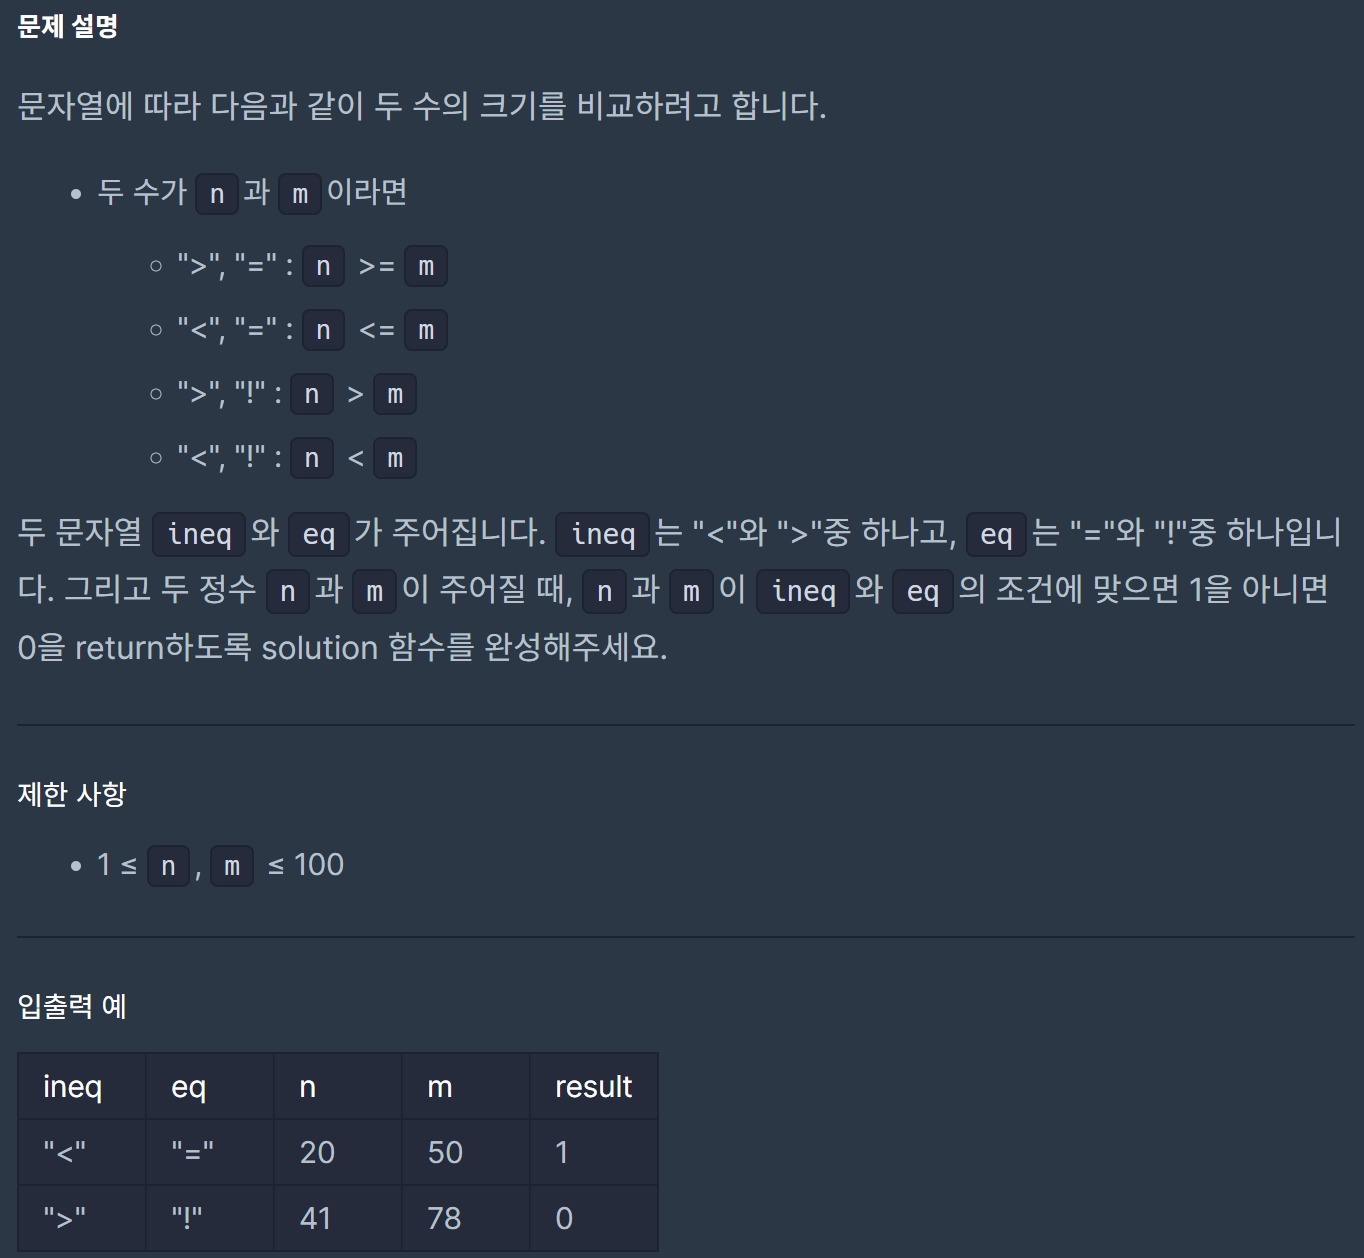 문제 설명
문자열에 따라 다음과 같이 두 수의 크기를 비교하려고 합니다.
두 수가 n 과 m 이라면
">", "=" : n >= m
"<", "=" : n <= m
">", "!" : n > m
"<", "!" : n < m
두 문자열 ineq 와 eq 가 주어집니다. ineq 는 "<"와 ">"중 하나고, eq 는 "="와 "!"중 하나입니
다. 그리고 두 정수 n 과 m 이 주어질 때, n 과 m 이 ineq 와 eq 의 조건에 맞으면 1을 아니면
0을 return하도록 solution 함수를 완성해주세요.
제한 사항
1 ≤ n , m ≤ 100
입출력 예
ineq eq n m result
"<" "=" 20 50 1
">" "!" 41 78 0